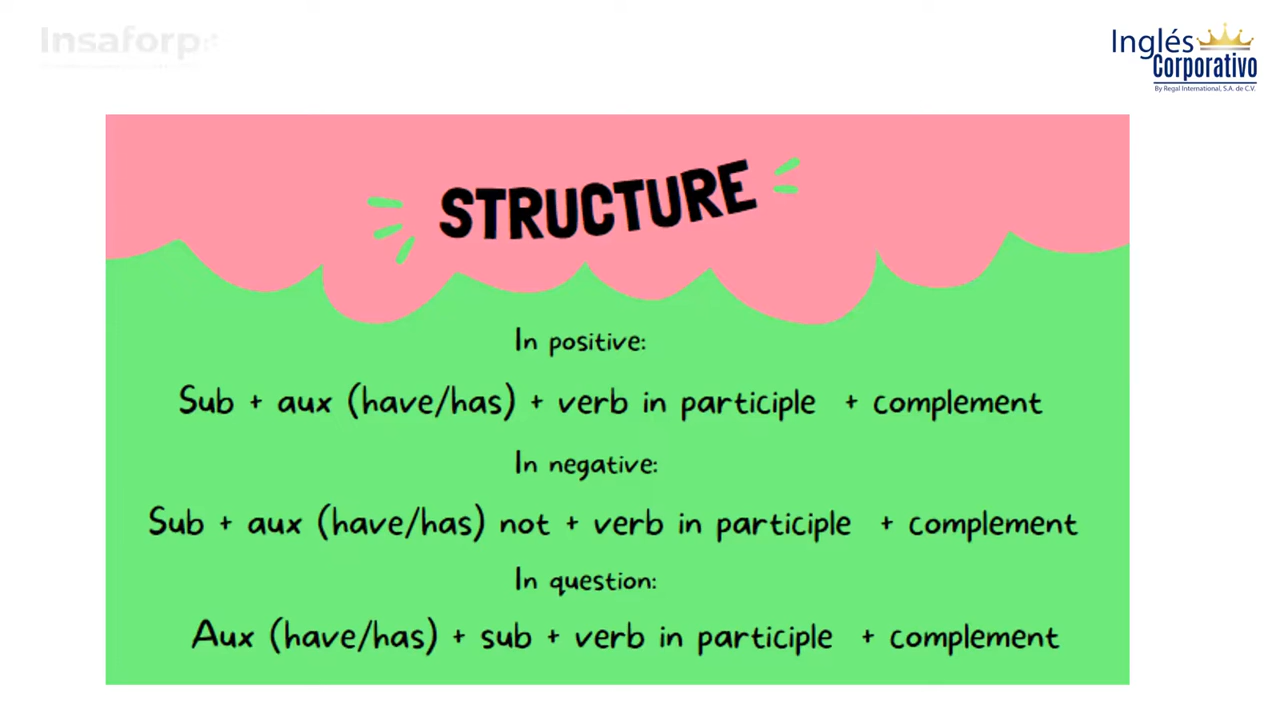 Insaforp
Inglés
Corporativo
By Regal International, S.A. de C.V.
STRUCTURE
In positive:
Sub + aux (have/has) + verb in participle + complement
In negative:
Sub + aux (have/has) not + verb in participle + complement
In question:
Aux (have/has) + sub + verb in participle + complement